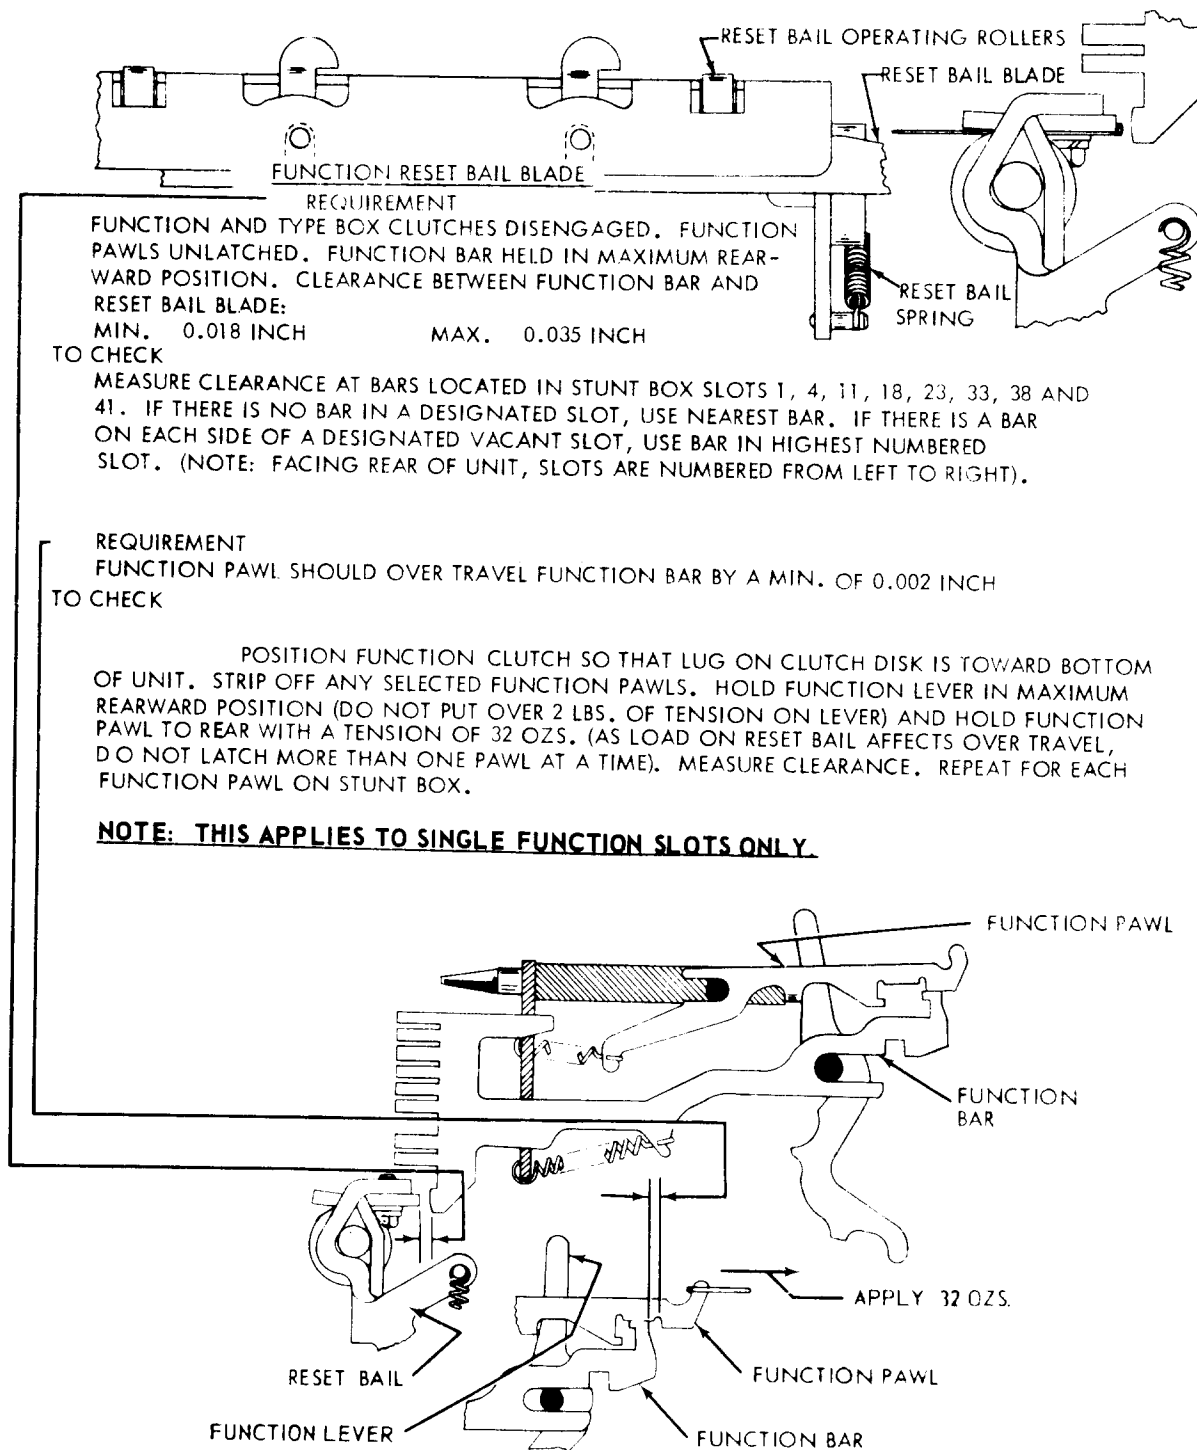 RESET BAIL OPERATING ROLLERS
RESET BAIL BLADE
FUNCTION RESET BAIL BLADE
REQUIREMENT
FUNCTION AND TYPE BOX CLUTCHES DISENGAGED. FUNCTION
PAWLS UNLATCHED. FUNCTION BAR HELD IN MAXIMUM REAR-
WARD POSITION. CLEARANCE BETWEEN FUNCTION BAR AND
RESET BAIL BLADE:
MIN. 0.018 INCH MAX. 0.035 INCH
RESET BAIL
SPRING
TO CHECK
MEASURE CLEARANCE AT BARS LOCATED IN STUNT BOX SLOTS 1, 4, 11, 18, 23, 33, 38 AND
41. IF THERE IS NO BAR IN A DESIGNATED SLOT, USE NEAREST BAR. IF THERE IS A BAR
ON EACH SIDE OF A DESIGNATED VACANT SLOT, USE BAR IN HIGHEST NUMBERED
SLOT. (NOTE: FACING REAR OF UNIT, SLOTS ARE NUMBERED FROM LEFT TO RIGHT).
REQUIREMENT
FUNCTION PAWL SHOULD OVER TRAVEL FUNCTION BAR BY A MIN. OF 0.002 INCH
TO CHECK
POSITION FUNCTION CLUTCH SO THAT LUG ON CLUTCH DISK IS TOWARD BOTTOM
OF UNIT. STRIP OFF ANY SELECTED FUNCTION PAWLS. HOLD FUNCTION LEVER IN MAXIMUM
REARWARD POSITION (DO NOT PUT OVER 2 LBS. OF TENSION ON LEVER) AND HOLD FUNCTION
PAWL TO REAR WITH A TENSION OF 32 OZS. (AS LOAD ON RESET BAIL AFFECTS OVER TRAVEL,
DO NOT LATCH MORE THAN ONE PAWL AT A TIME). MEASURE CLEARANCE. REPEAT FOR EACH
FUNCTION PAWL ON STUNT BOX.
NOTE: THIS APPLIES TO SINGLE FUNCTION SLOTS ONLY.
FUNCTION PAWL
FUNCTION
BAR
APPLY 32 OZS.
RESET BAIL
FUNCTION PAWL
FUNCTION LEVER
FUNCTION BAR